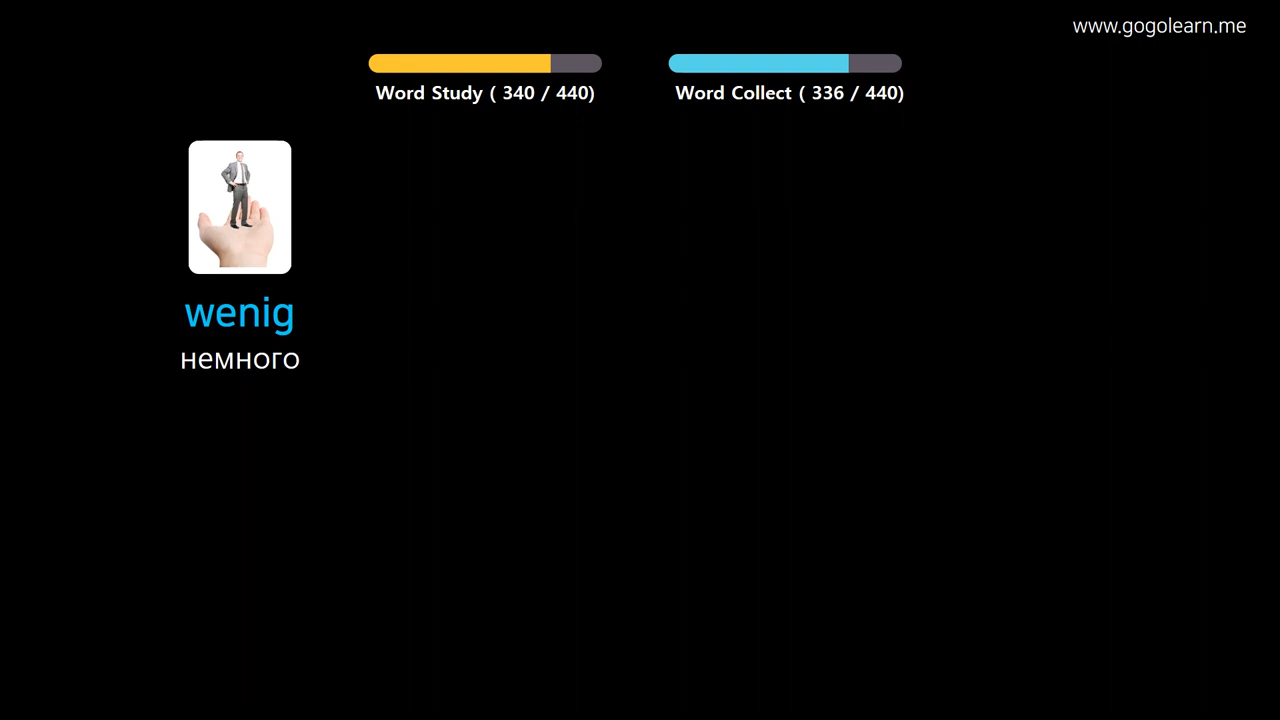 www.gogolearn.me
Word Study ( 340 / 440)
Word Collect ( 336 / 440)
wenig
немного